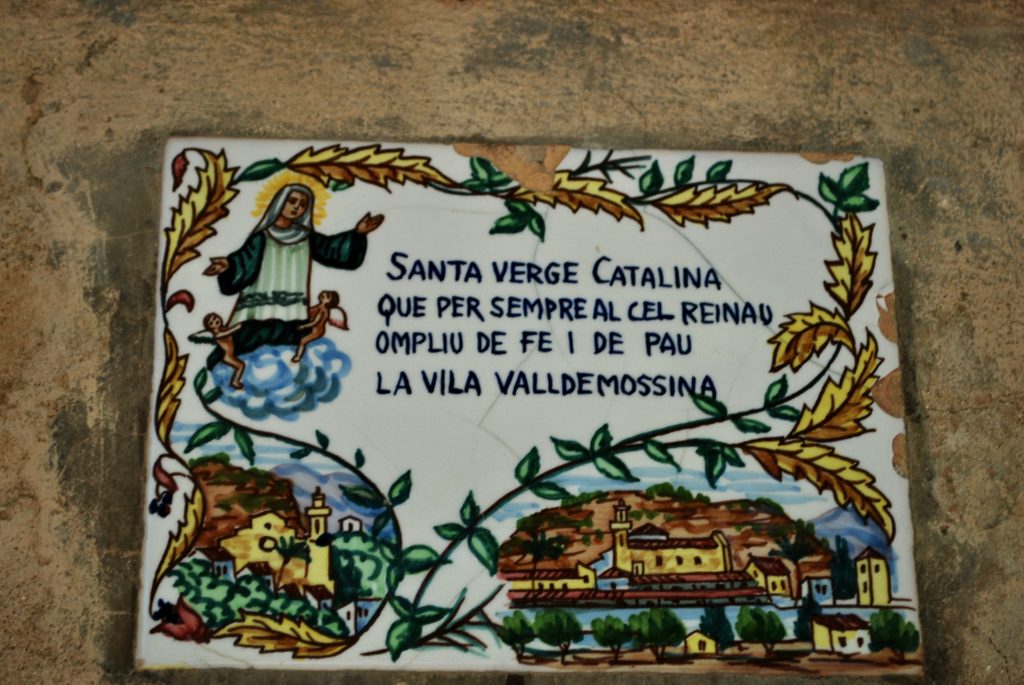 SANTA VERGE CATALINA
QUE PER SEMPRE AL CEL REINAU
OMPLIU DE FE I DE PAU
LA VILA VALLDEMOSSINA